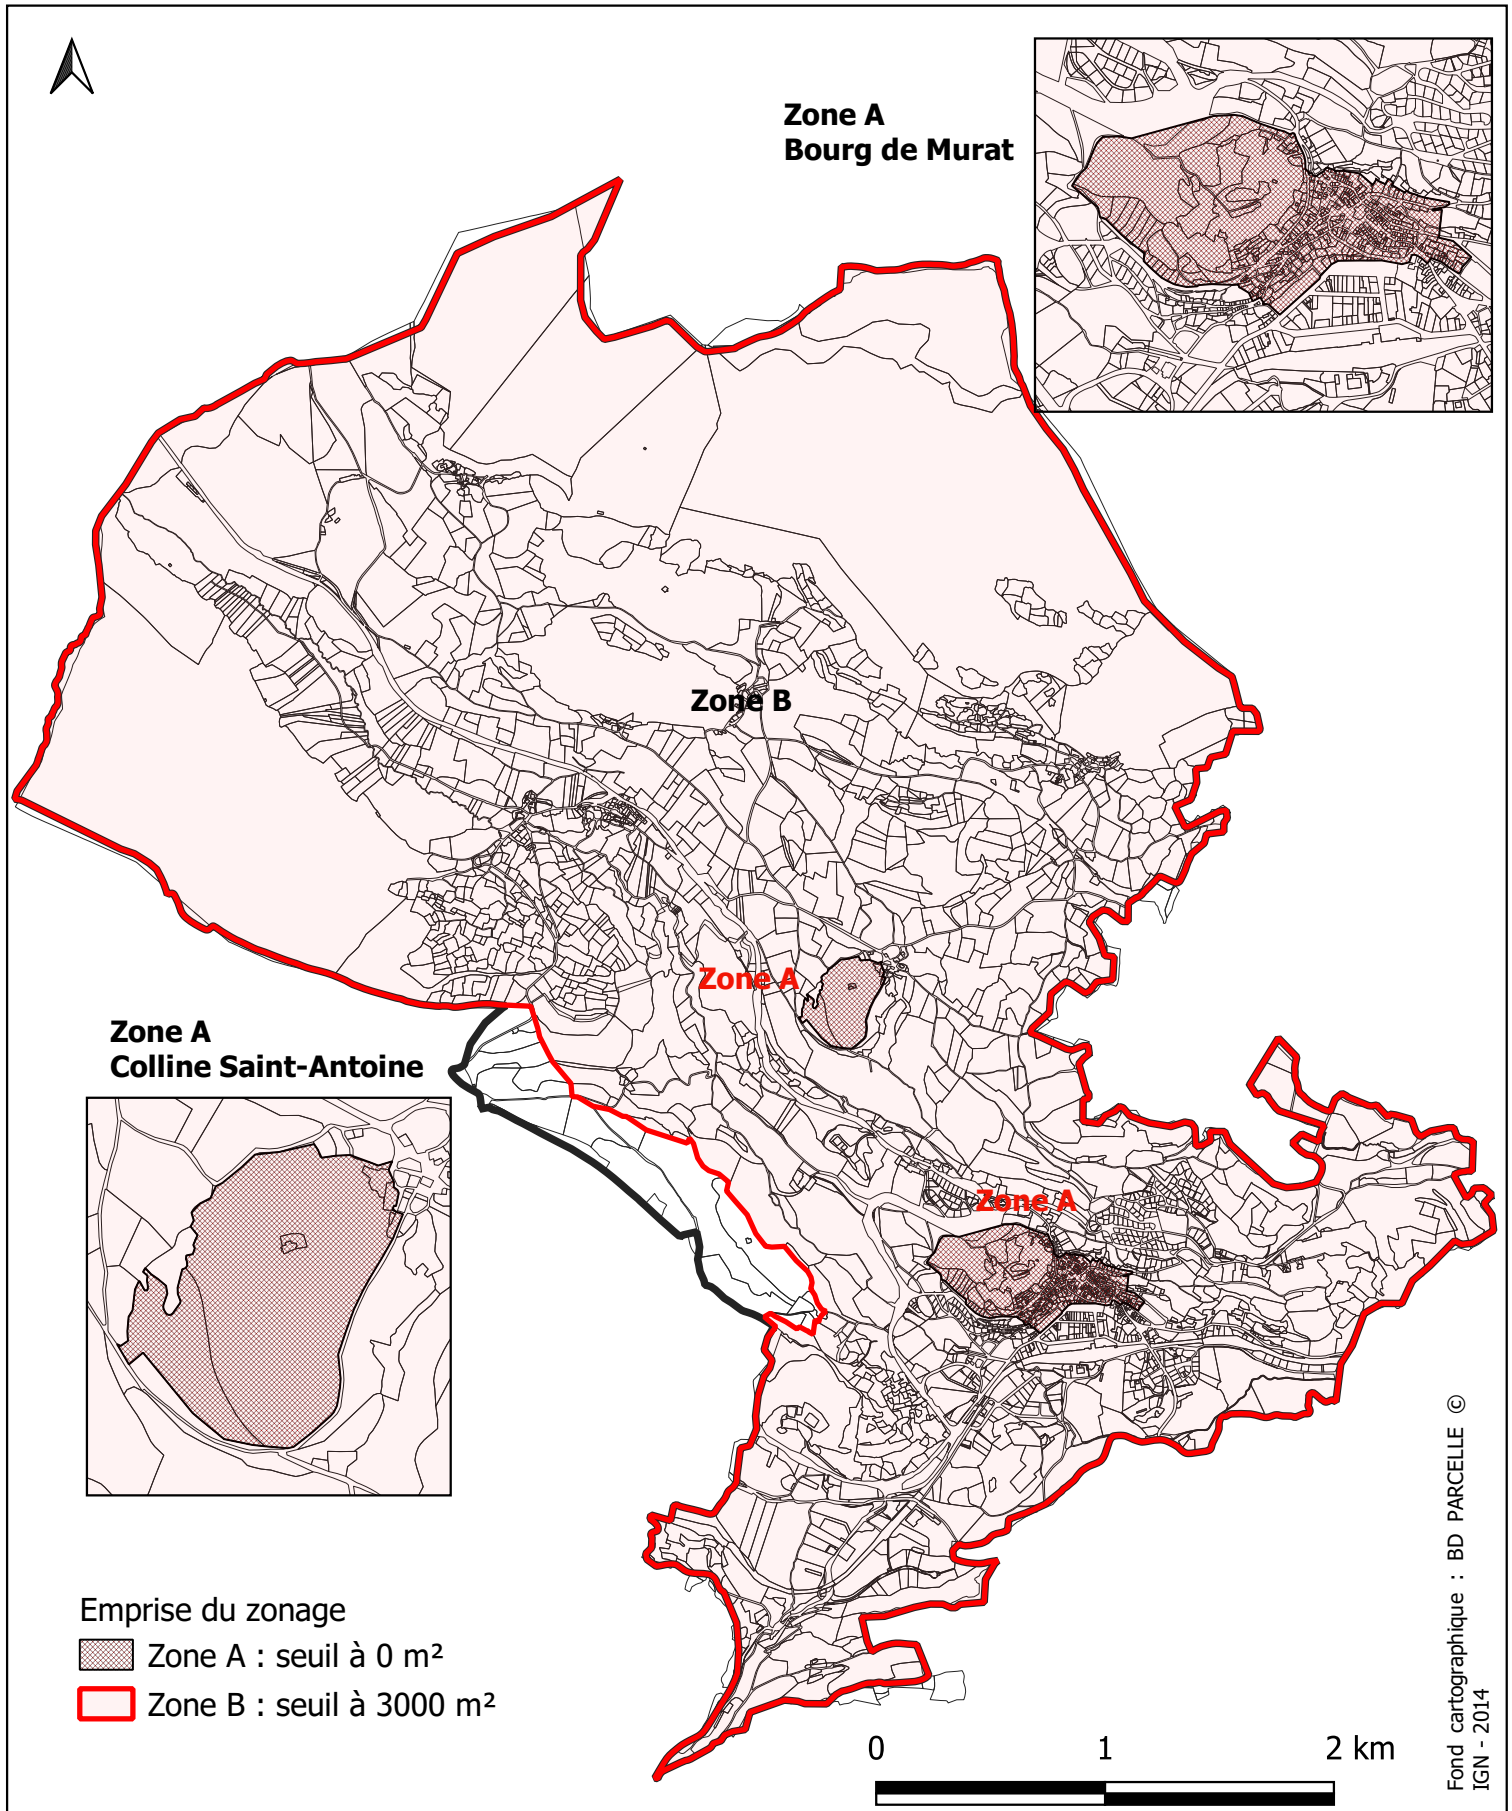 Zone A
Bourg de Murat
Zone B
Zone A
Zone A
Colline Saint-Antoine
Zone A
Emprise du zonage
Zone A : seuil à 0 m²
Zone B : seuil à 3000 m²
0 1 2 km
Fond cartographique : BD PARCELLE ©
IGN - 2014